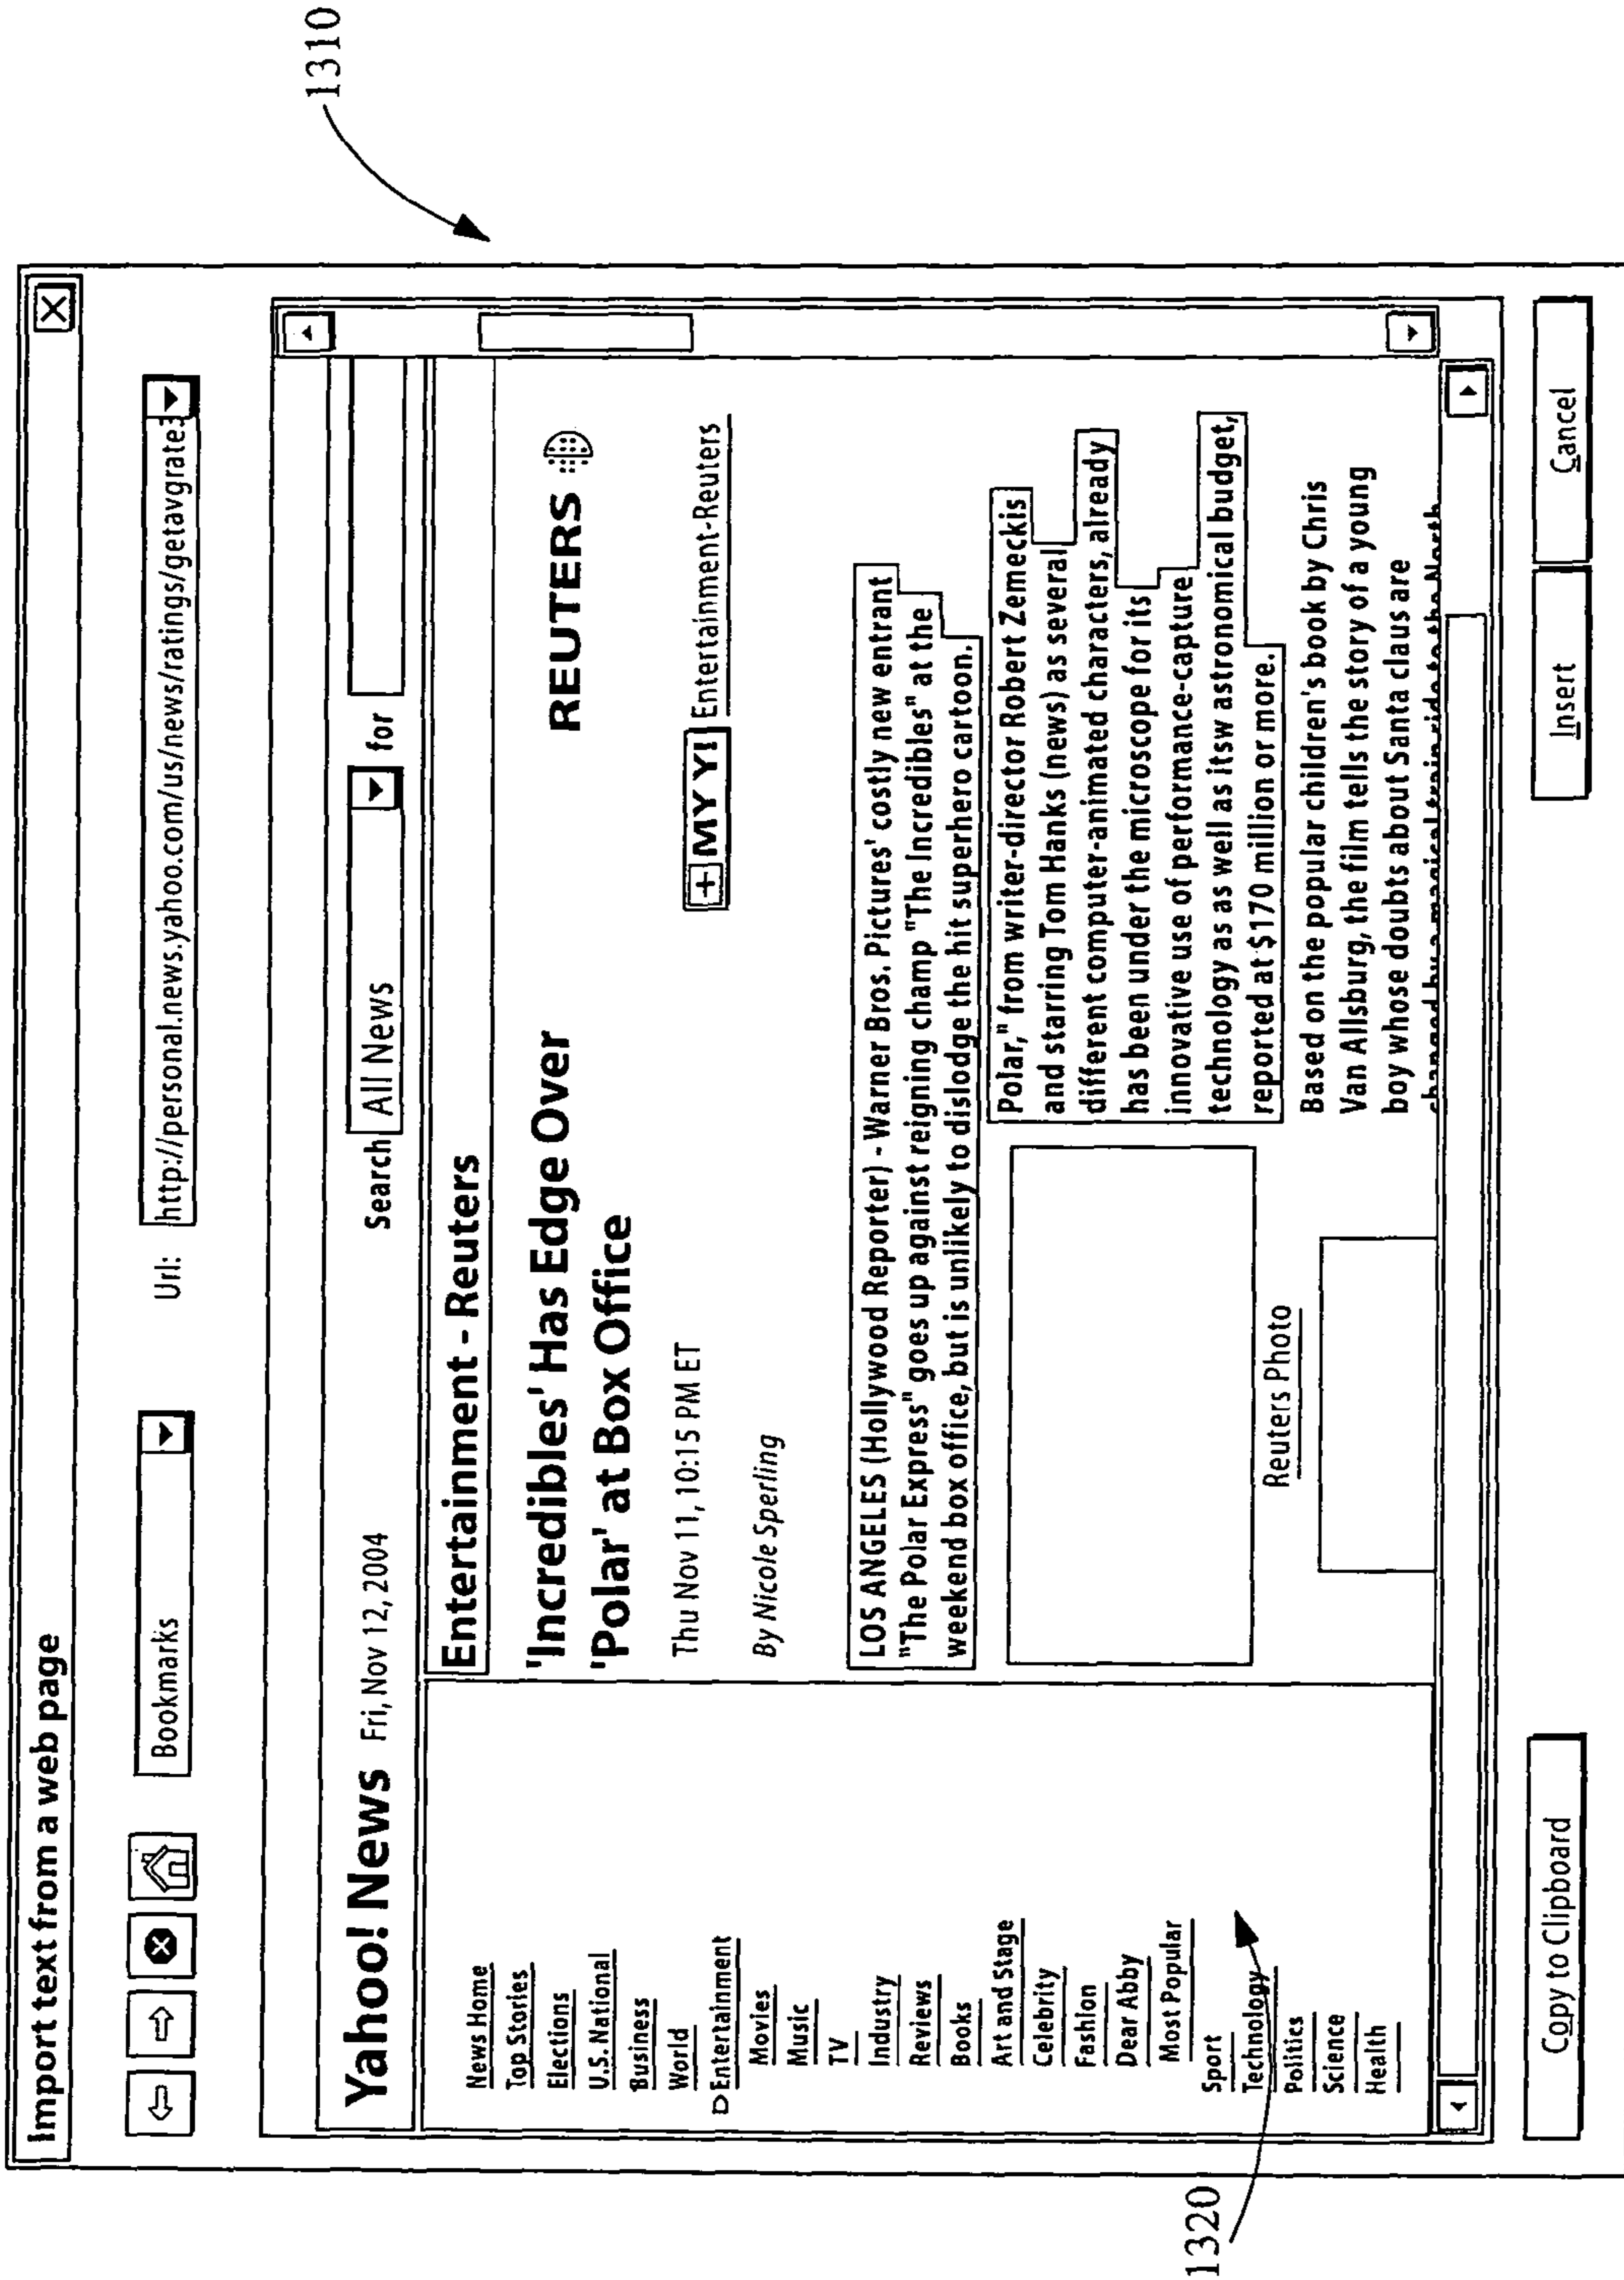 1310
Import text from a web page
Bookmarks
Url: http://personal.news.yahoo.com/us/news/ratings/getavgrate3
Yahoo! News Fri, Nov 12, 2004
Search All News for
News Home
Top Stories
Elections
U.S. National
Business
World
Entertainment
Movies
Music
TV
Industry
Reviews
Books
Art and Stage
Celebrity
Fashion
Dear Abby
Most Popular
Sport
Technology
Politics
Science
Health
Entertainment - Reuters
'Incredibles' Has Edge Over
'Polar' at Box Office
REUTERS
Thu Nov 11, 10:15 PM ET
+ MY Y! Entertainment-Reuters
By Nicole Sperling
LOS ANGELES (Hollywood Reporter) - Warner Bros. Pictures' costly new entrant
"The Polar Express" goes up against reigning champ "The Incredibles" at the
weekend box office, but is unlikely to dislodge the hit superhero cartoon.
Polar," from writer-director Robert Zemeckis
and starring Tom Hanks (news) as several
different computer-animated characters, already
has been under the microscope for its
innovative use of performance-capture
technology as as well as itsw astronomical budget,
reported at $170 million or more.
Reuters Photo
Based on the popular children's book by Chris
Van Allsburg, the film tells the story of a young
boy whose doubts about Santa claus are
changed by a magical train ride to the North
Copy to Clipboard
Insert
Cancel
1320